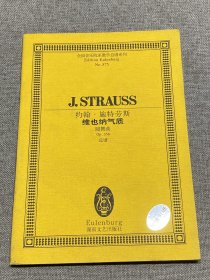 全国音乐院系教学总谱系列
Edition Eulenburg
No.875
J. STRAUSS
约翰·施特劳斯
维也纳气质
圆舞曲
Op. 354
总谱
Eulenburg
湖南文艺出版社